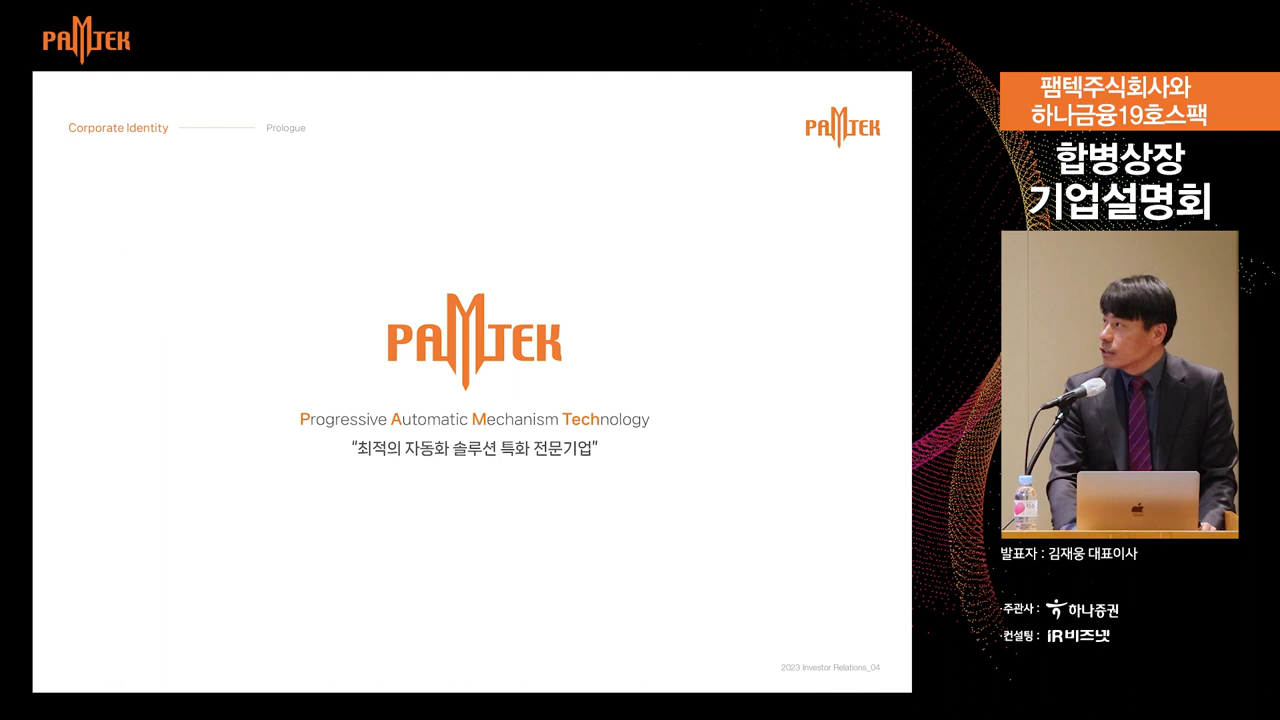 PAMTEK
Corporate Identity
Prologue
PAMTEK
PAMTEK
Progressive Automatic Mechanism Technology
"최적의 자동화 솔루션 특화 전문기업"
2023 Investor Relations_04
팸텍주식회사와
하나금융19호스팩
합병상장
기업설명회
발표자 : 김재웅 대표이사
주관사 : 하나증권
컨설팅 : IR비즈넷